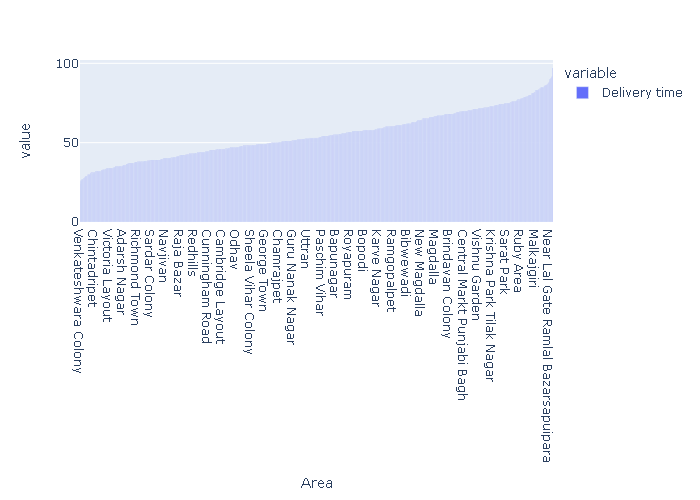 100
50
0
value
variable
Delivery time
Venkateshwara Colony
Chintadripet
Victoria Layout
Adarsh Nagar
Richmond Town
Sardar Colony
Navjivan
Raja Bazar
Redhills
Cunningham Road
Cambridge Layout
Odhav
Sheela Vihar Colony
George Town
Chamrajpet
Guru Nanak Nagar
Uttran
Paschim Vihar
Bapunagar
Royapuram
Bopodi
Karve Nagar
Ramgopalpet
Bibwewadi
New Magdalla
Magdalla
Brindavan Colony
Central Markt Punjabi Bagh
Vishnu Garden
Krishna Park Tilak Nagar
Sarat Park
Ruby Area
Malkajgiri
Near Lal Gate Ramlal Bazarsapuipara
Area